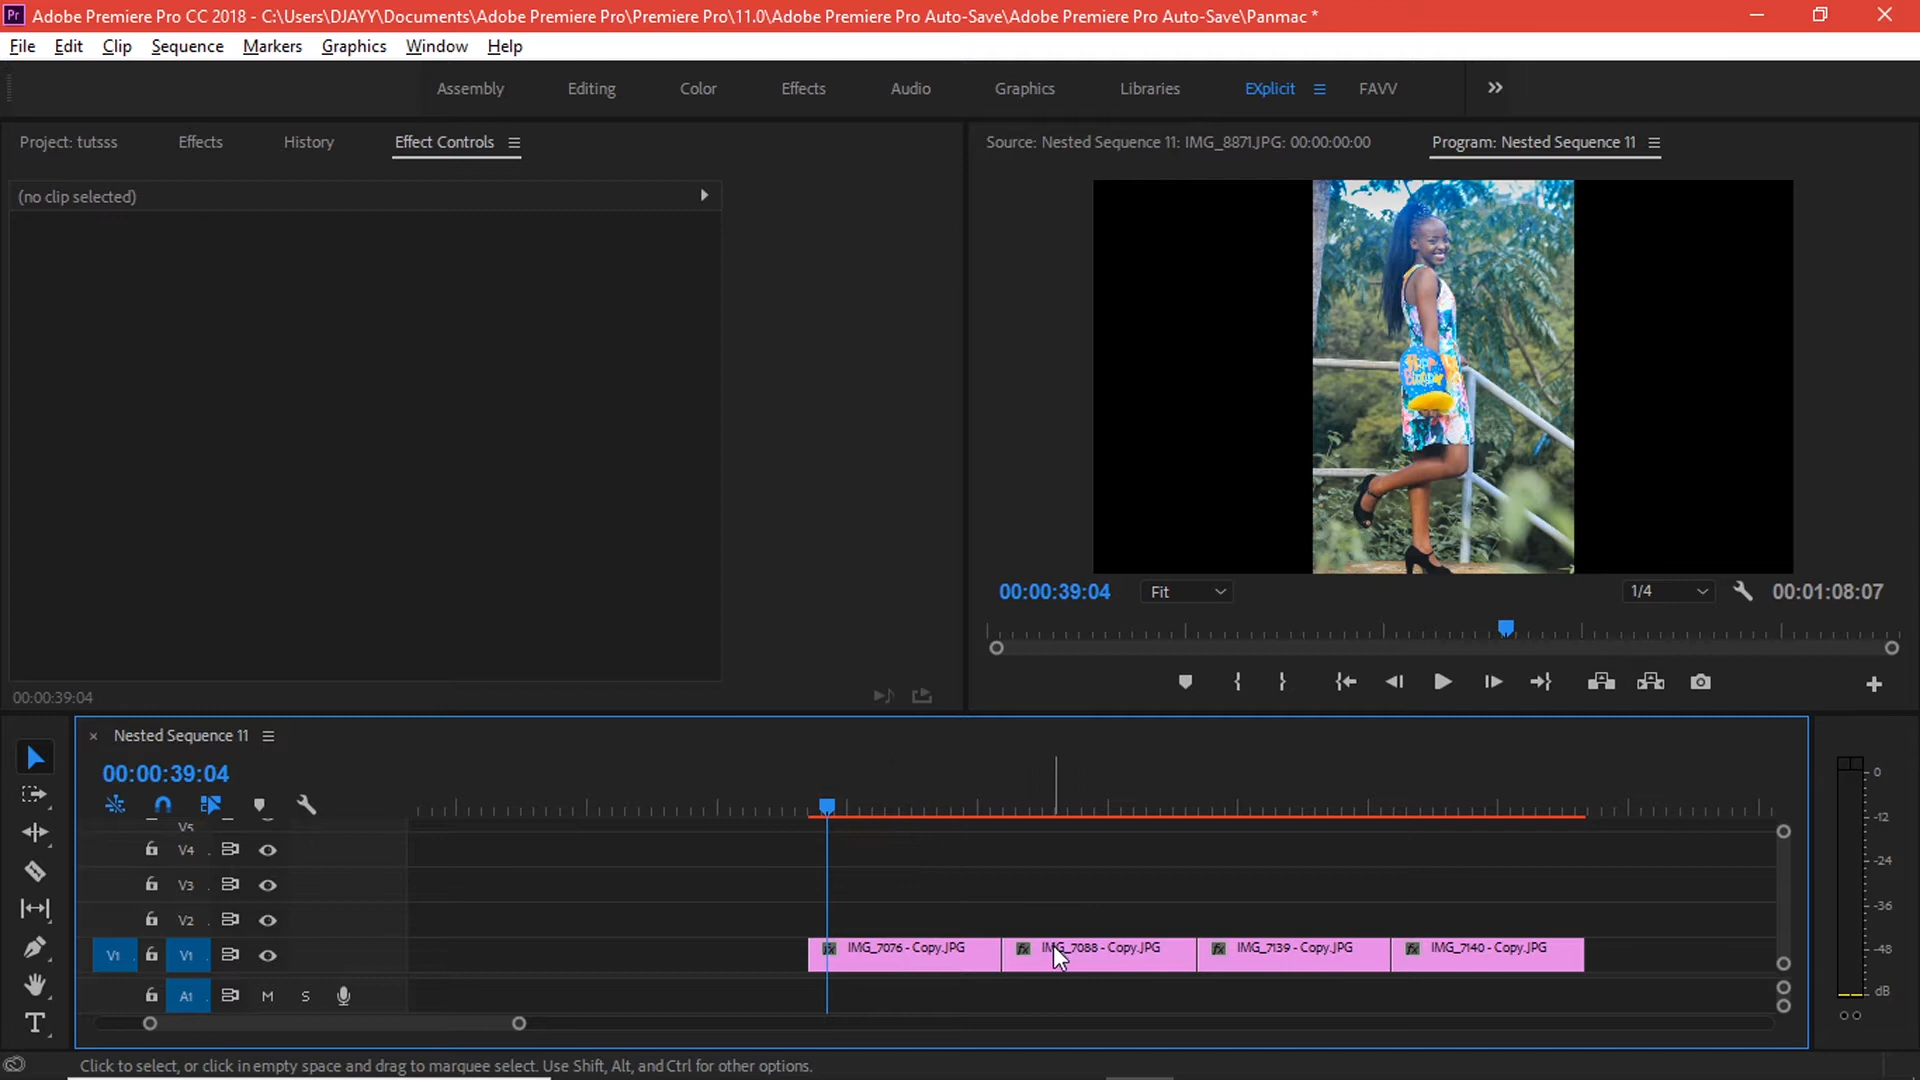 Pr Adobe Premiere Pro CC 2018 - C:\Users\DJAYY\Documents\Adobe Premiere Pro\Premiere Pro\11.0\Adobe Premiere Pro Auto-Save\Adobe Premiere Pro Auto-Save\Panmac *
File Edit Clip Sequence Markers Graphics Window Help
Assembly Editing Color Effects Audio Graphics Libraries EXplicit FAVV
Project: tutsss Effects History Effect Controls
Source: Nested Sequence 11: IMG_8871.JPG: 00:00:00:00 Program: Nested Sequence 11
(no clip selected)
00:00:39:04 Fit 1/4 00:01:08:07
00:00:39:04
Nested Sequence 11
00:00:39:04
V5
V4
V3
V2
V1 V1 IMG_7076 - Copy.JPG IMG_7088 - Copy.JPG IMG_7139 - Copy.JPG IMG_7140 - Copy.JPG
A1 M S
0
-12
-24
-36
-48
dB
Click to select, or click in empty space and drag to marquee select. Use Shift, Alt, and Ctrl for other options.